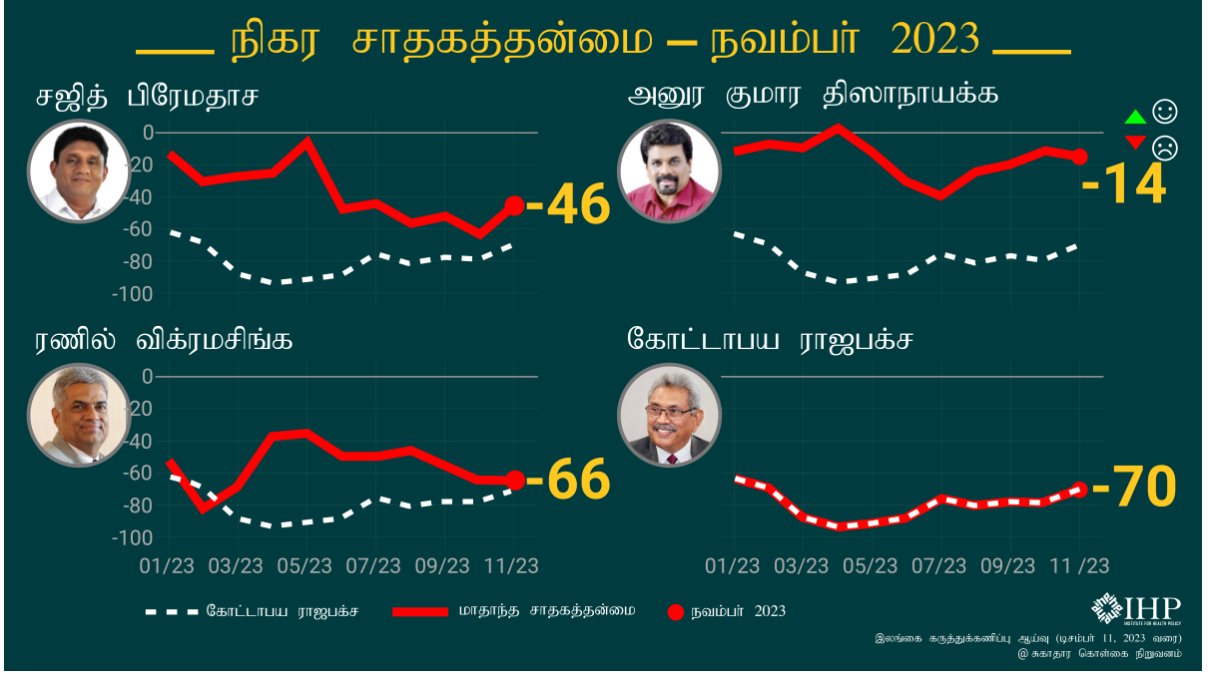 நிகர சாதகத்தன்மை – நவம்பர் 2023
சஜித் பிரேமதாச
0
-20
-40
-60
-80
-100
-46
அனுர குமார திஸாநாயக்க
-14
ரணில் விக்ரமசிங்க
0
-20
-40
-60
-80
-100
-66
01/23 03/23 05/23 07/23 09/23 11/23
கோட்டாபய ராஜபக்ச
-70
01/23 03/23 05/23 07/23 09/23 11 /23
கோட்டாபய ராஜபக்ச மாதாந்த சாதகத்தன்மை நவம்பர் 2023
IHP
INSTITUTE FOR HEALTH POLICY
இலங்கை கருத்துக்கணிப்பு ஆய்வு (டிசம்பர் 11, 2023 வரை)
@ சுகாதார கொள்கை நிறுவனம்